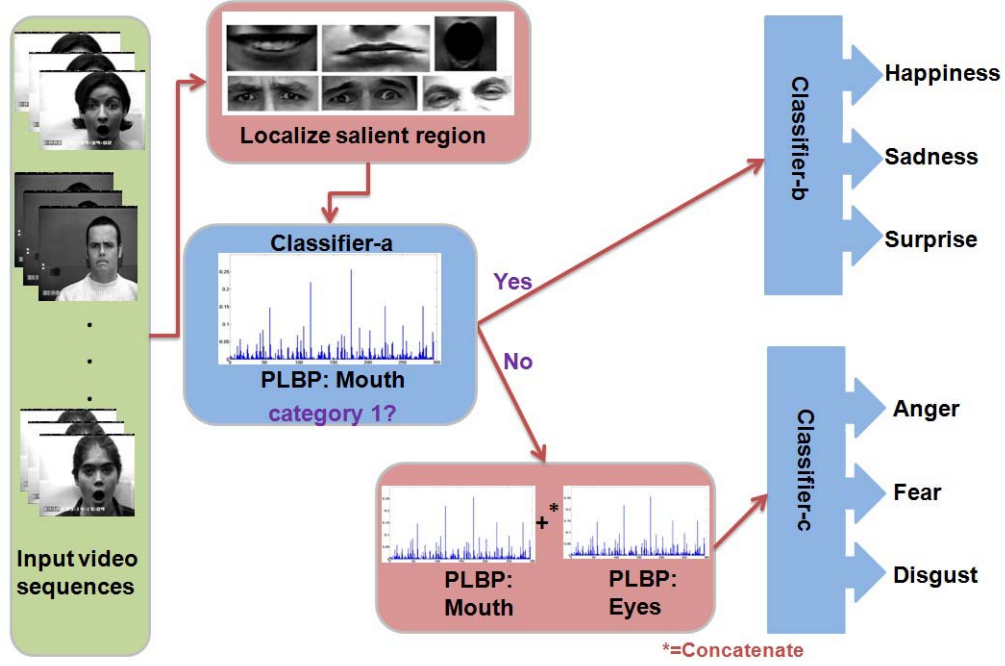 Input video
sequences
Localize salient region
Classifier-a
PLBP: Mouth
category 1?
Yes
No
PLBP:
Mouth
+
*
PLBP:
Eyes
*=Concatenate
Classifier-b
Happiness
Sadness
Surprise
Classifier-c
Anger
Fear
Disgust